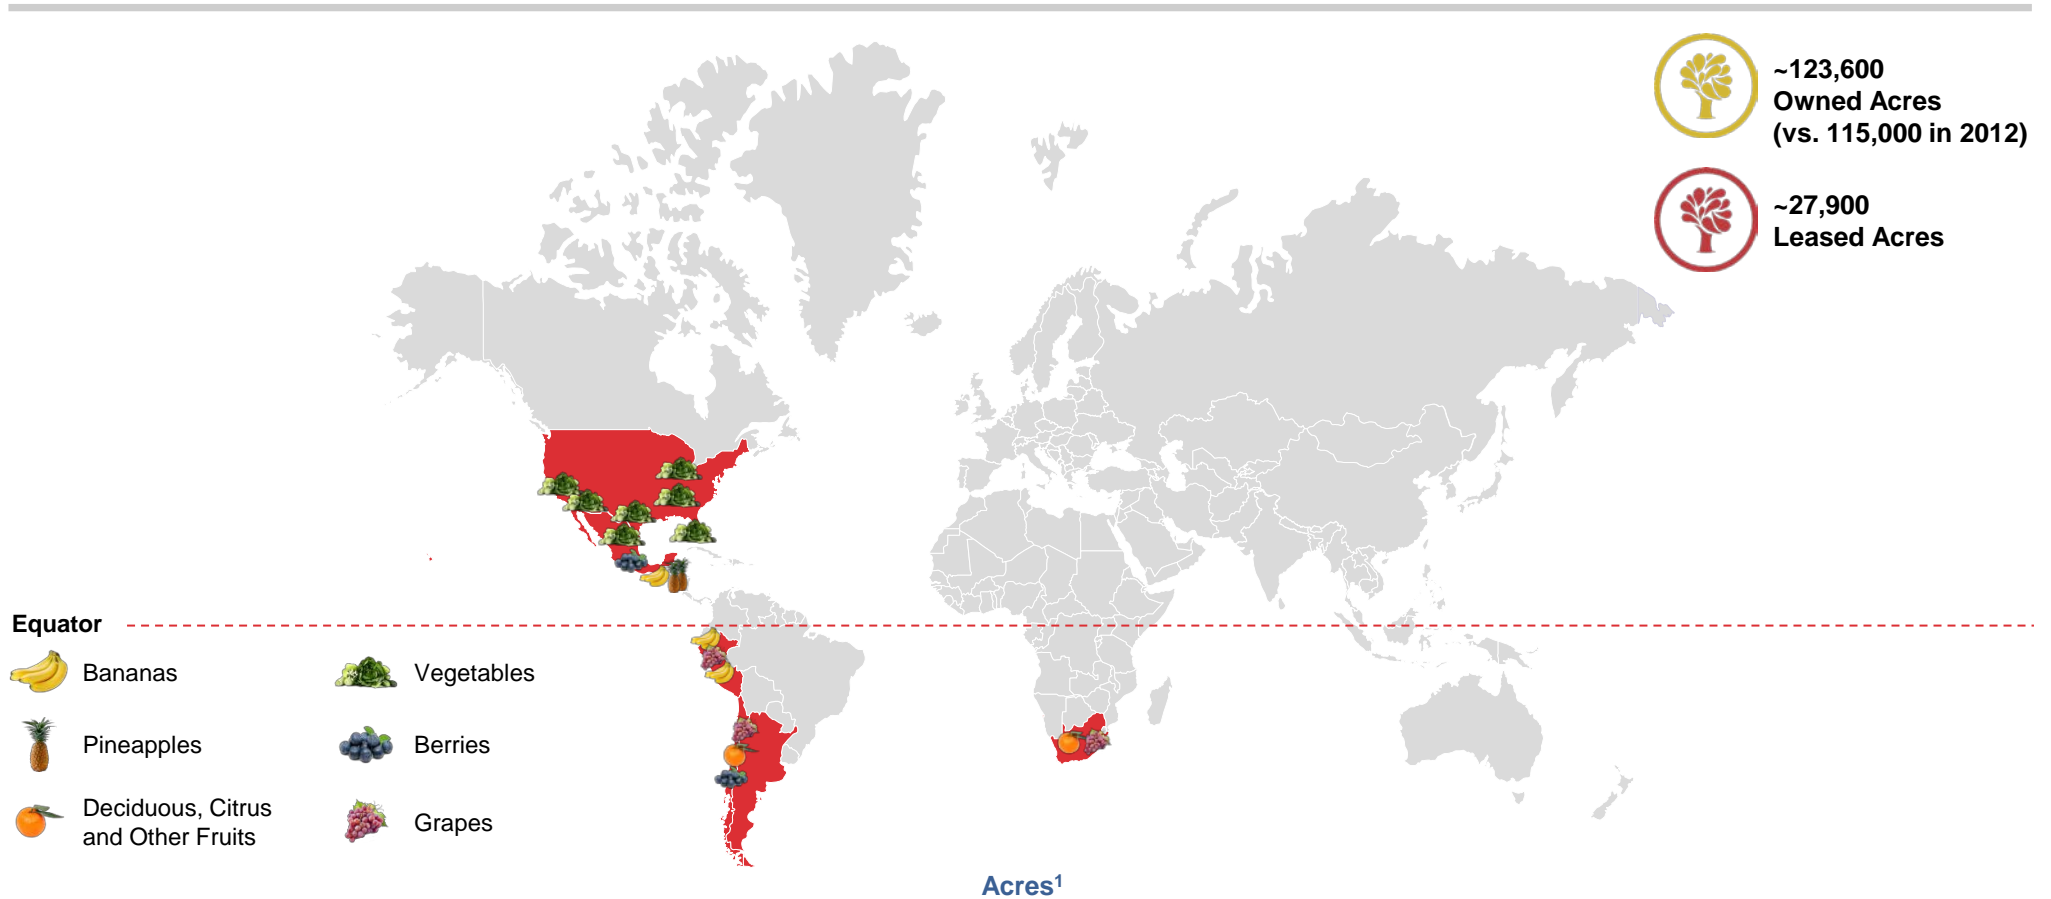 ~123,600
Owned Acres
(vs. 115,000 in 2012)
~27,900
Leased Acres
Equator
Bananas
Vegetables
Pineapples
Berries
Deciduous, Citrus
and Other Fruits
Grapes
Acres¹